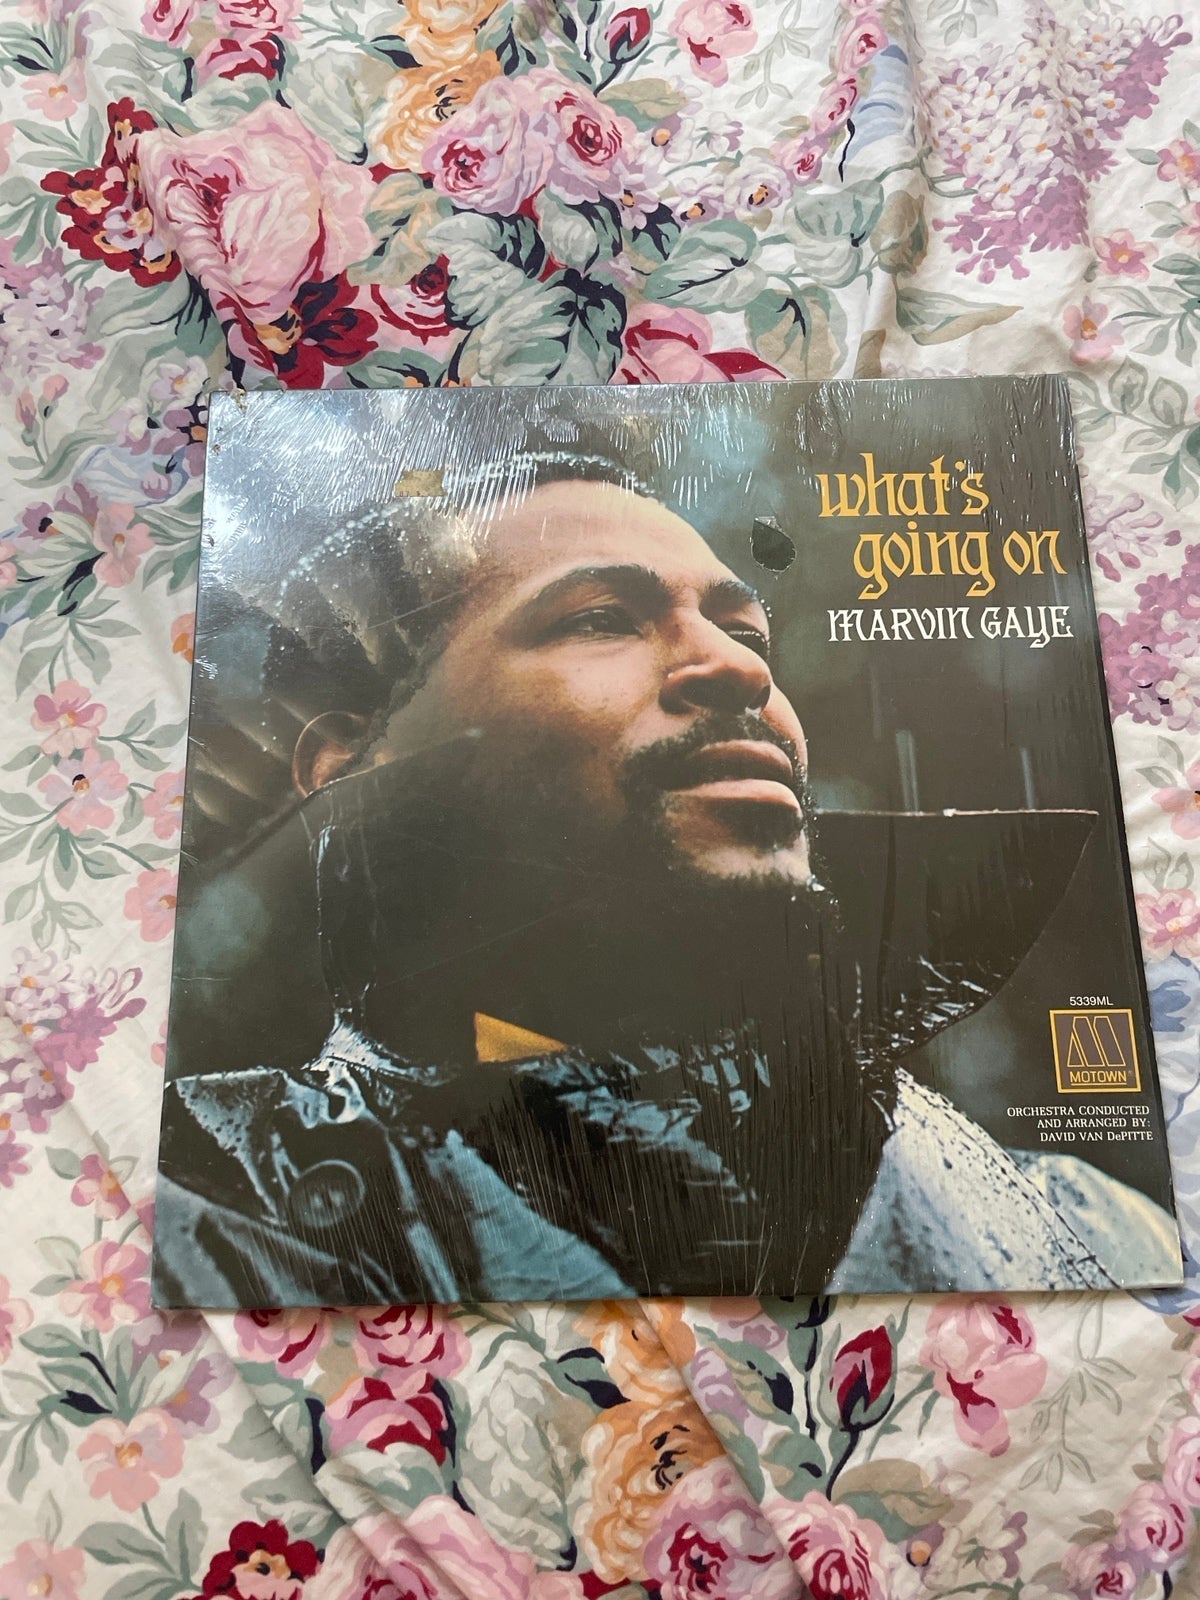 what's
going on
MARVIN GAYE
5339ML
MOTOWN®
ORCHESTRA CONDUCTED
AND ARRANGED BY:
DAVID VAN DePITTE